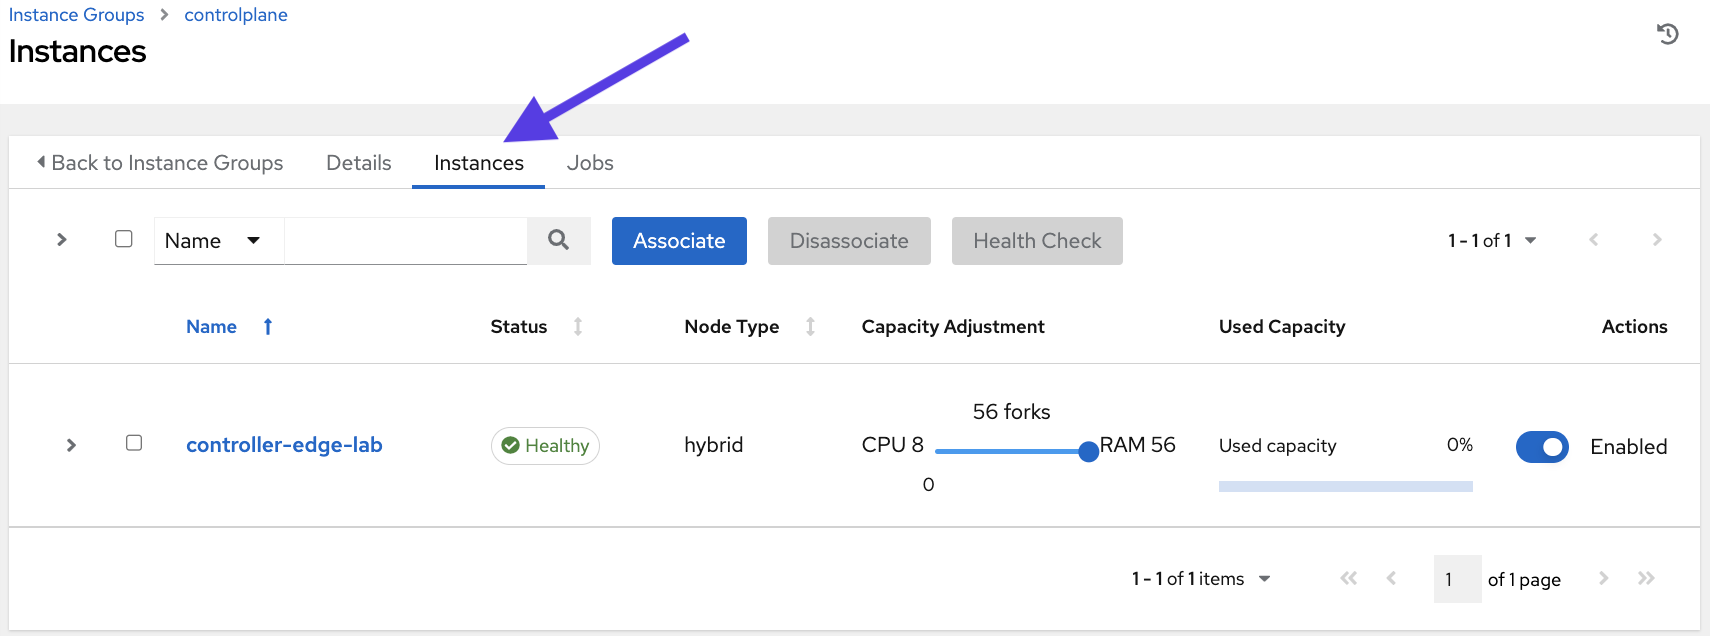 Instance Groups controlplane
Instances
Back to Instance Groups Details Instances Jobs
Name Associate Disassociate Health Check 1 - 1 of 1
Name Status Node Type Capacity Adjustment Used Capacity Actions
56 forks
controller-edge-lab Healthy hybrid CPU 8 RAM 56 Used capacity 0% Enabled
0
1 - 1 of 1 items 1 of 1 page